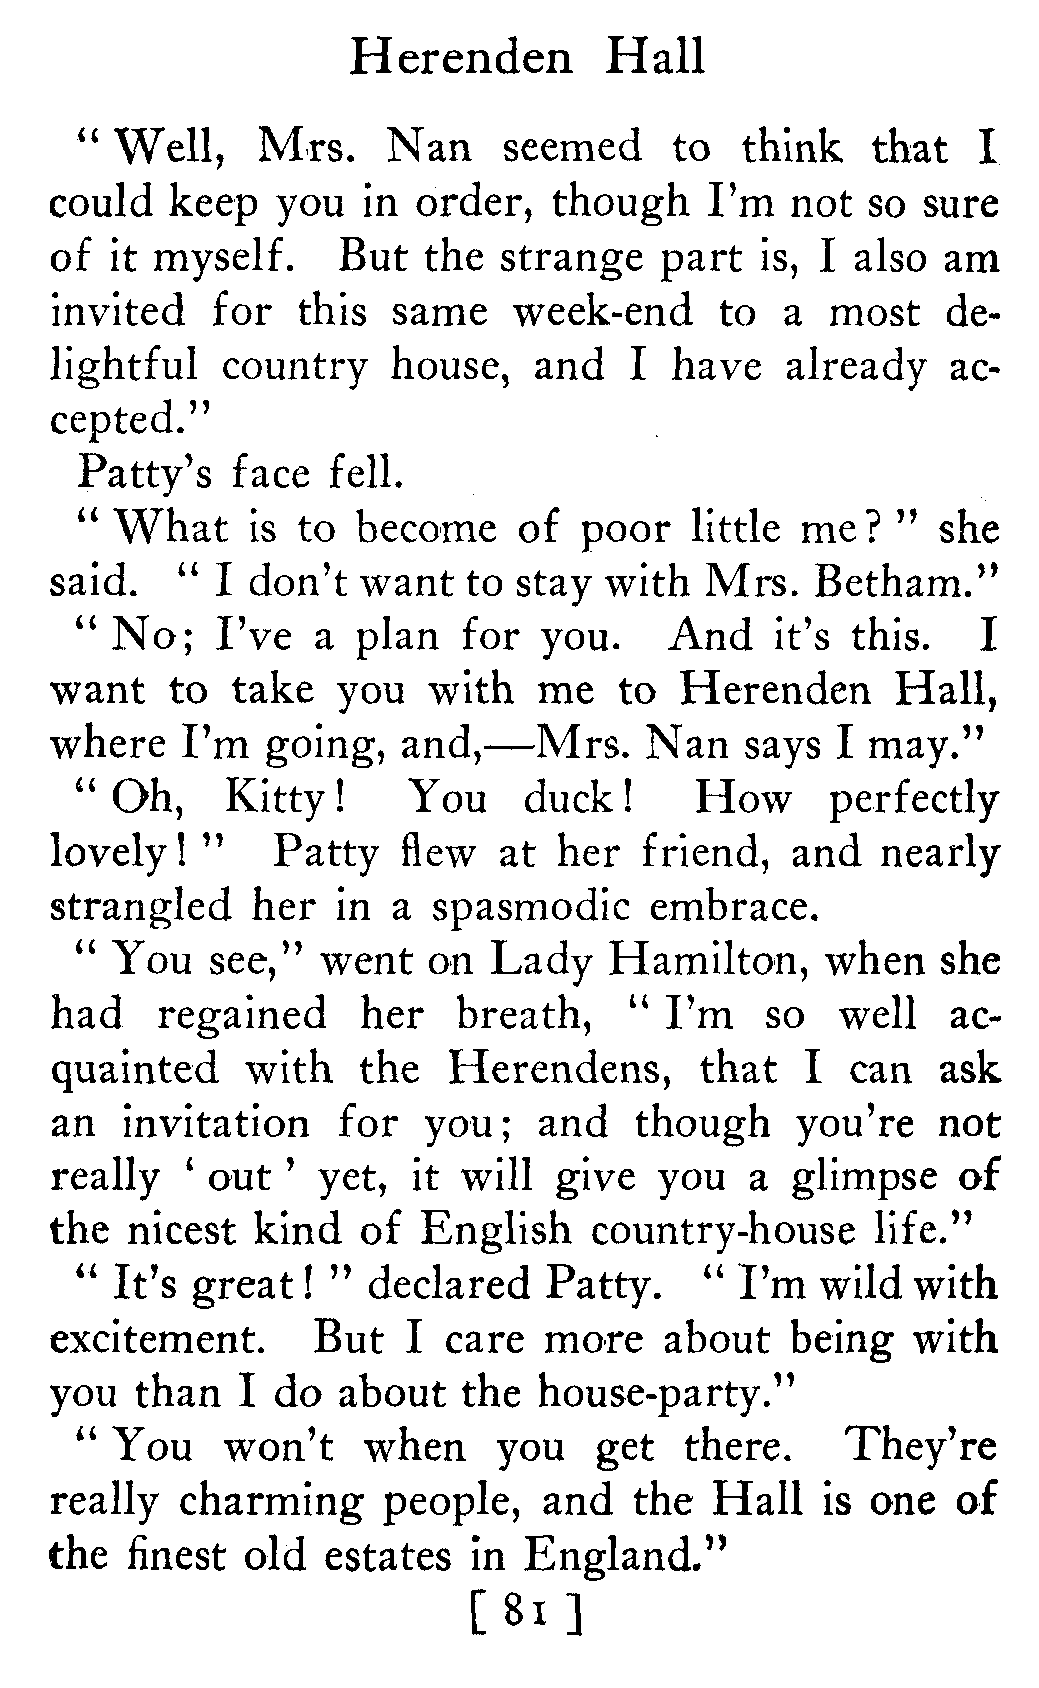 Herenden Hall
“ Well, Mrs. Nan seemed to think that I
could keep you in order, though I’m not so sure
of it myself. But the strange part is, I also am
invited for this same week-end to a most de-
lightful country house, and I have already ac-
cepted.”
Patty’s face fell.
“ What is to become of poor little me? ” she
said. “ I don’t want to stay with Mrs. Betham.”
“ No; I’ve a plan for you. And it’s this. I
want to take you with me to Herenden Hall,
where I’m going, and,—Mrs. Nan says I may.”
“ Oh, Kitty! You duck! How perfectly
lovely! ” Patty flew at her friend, and nearly
strangled her in a spasmodic embrace.
“ You see,” went on Lady Hamilton, when she
had regained her breath, “ I’m so well ac-
quainted with the Herendens, that I can ask
an invitation for you; and though you’re not
really ‘ out ’ yet, it will give you a glimpse of
the nicest kind of English country-house life.”
“ It’s great! ” declared Patty. “ I’m wild with
excitement. But I care more about being with
you than I do about the house-party.”
“ You won’t when you get there. They’re
really charming people, and the Hall is one of
the finest old estates in England.”
[ 81 ]